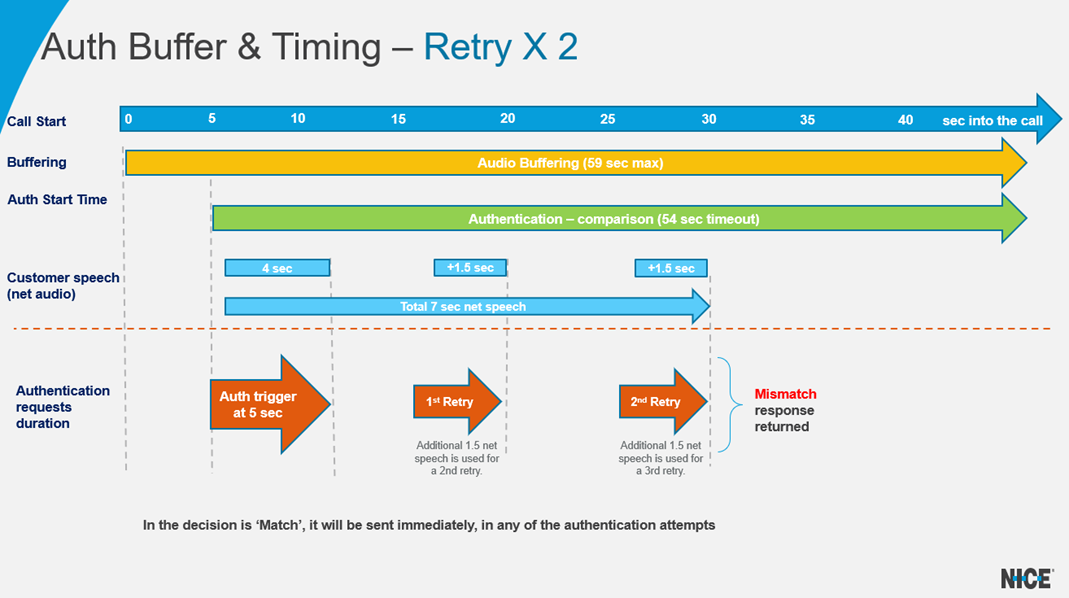 Auth Buffer & Timing – Retry X 2
Call Start
0 5 10 15 20 25 30 35 40 sec into the call
Buffering
Audio Buffering (59 sec max)
Auth Start Time
Authentication – comparison (54 sec timeout)
Customer speech
(net audio)
4 sec
+1.5 sec
+1.5 sec
Total 7 sec net speech
Authentication
requests
duration
Auth trigger
at 5 sec
1st Retry
2nd Retry
Additional 1.5 net
speech is used for
a 2nd retry.
Additional 1.5 net
speech is used for
a 3rd retry.
Mismatch
response
returned
In the decision is ‘Match’, it will be sent immediately, in any of the authentication attempts
NICE